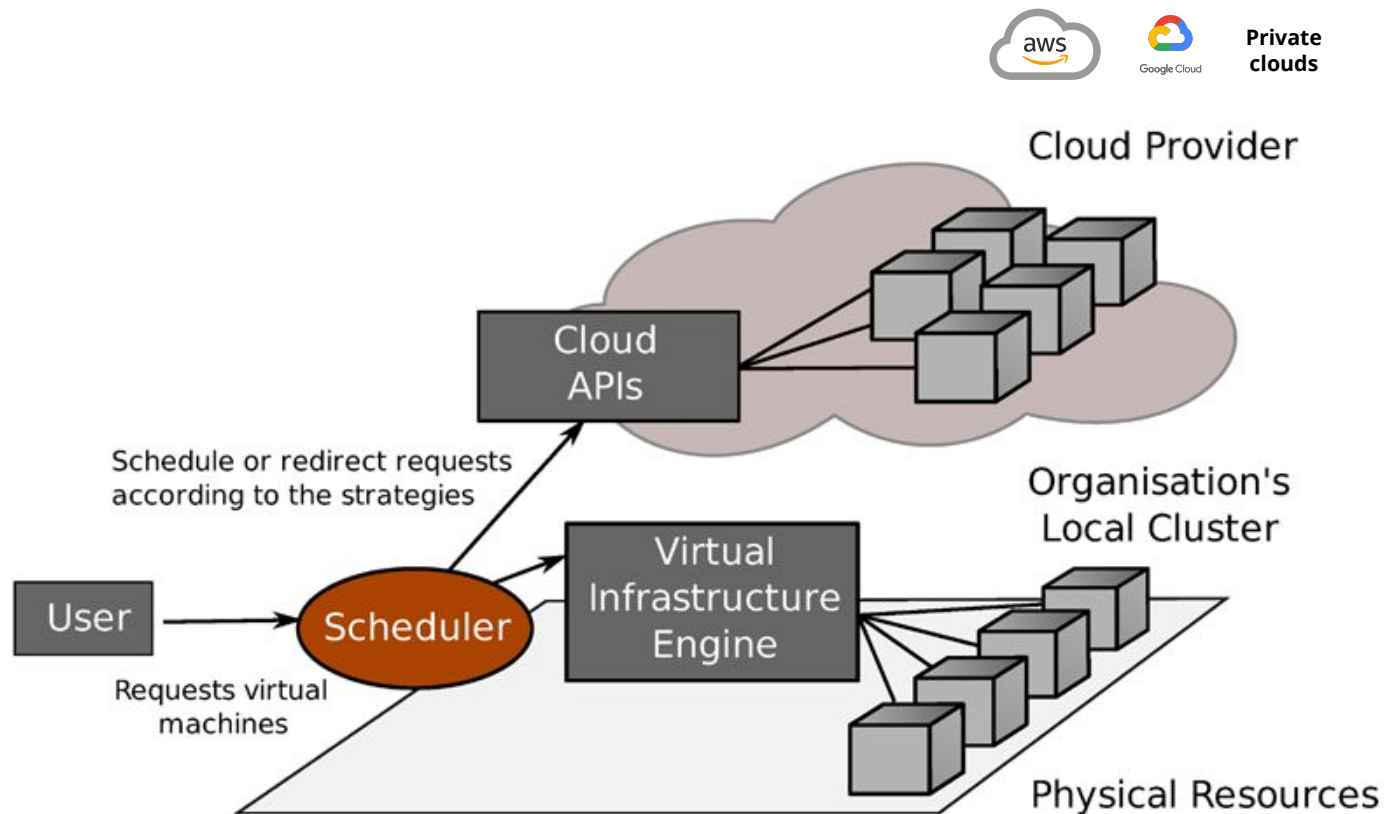 aws
Google Cloud
Private
clouds
Cloud Provider
Cloud
APIs
Schedule or redirect requests
according to the strategies
Organisation's
Local Cluster
Virtual
Infrastructure
Engine
User
Scheduler
Requests virtual
machines
Physical Resources